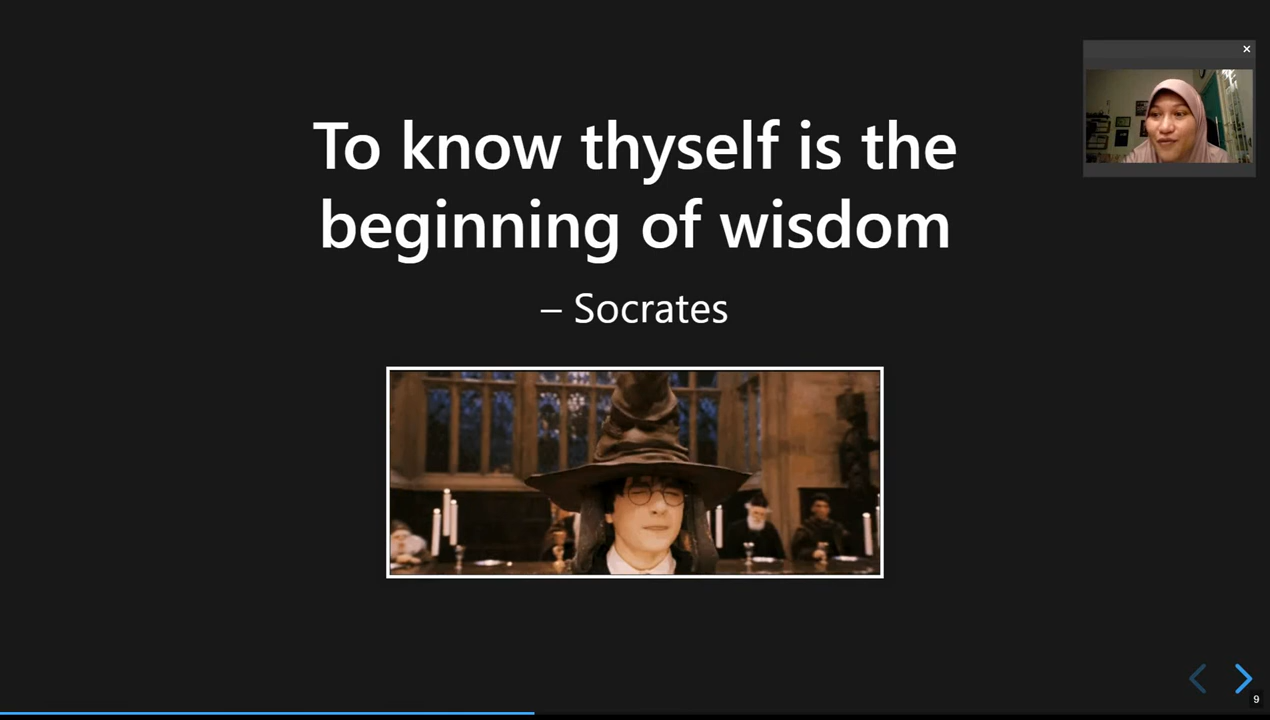 To know thyself is the
beginning of wisdom
– Socrates
9